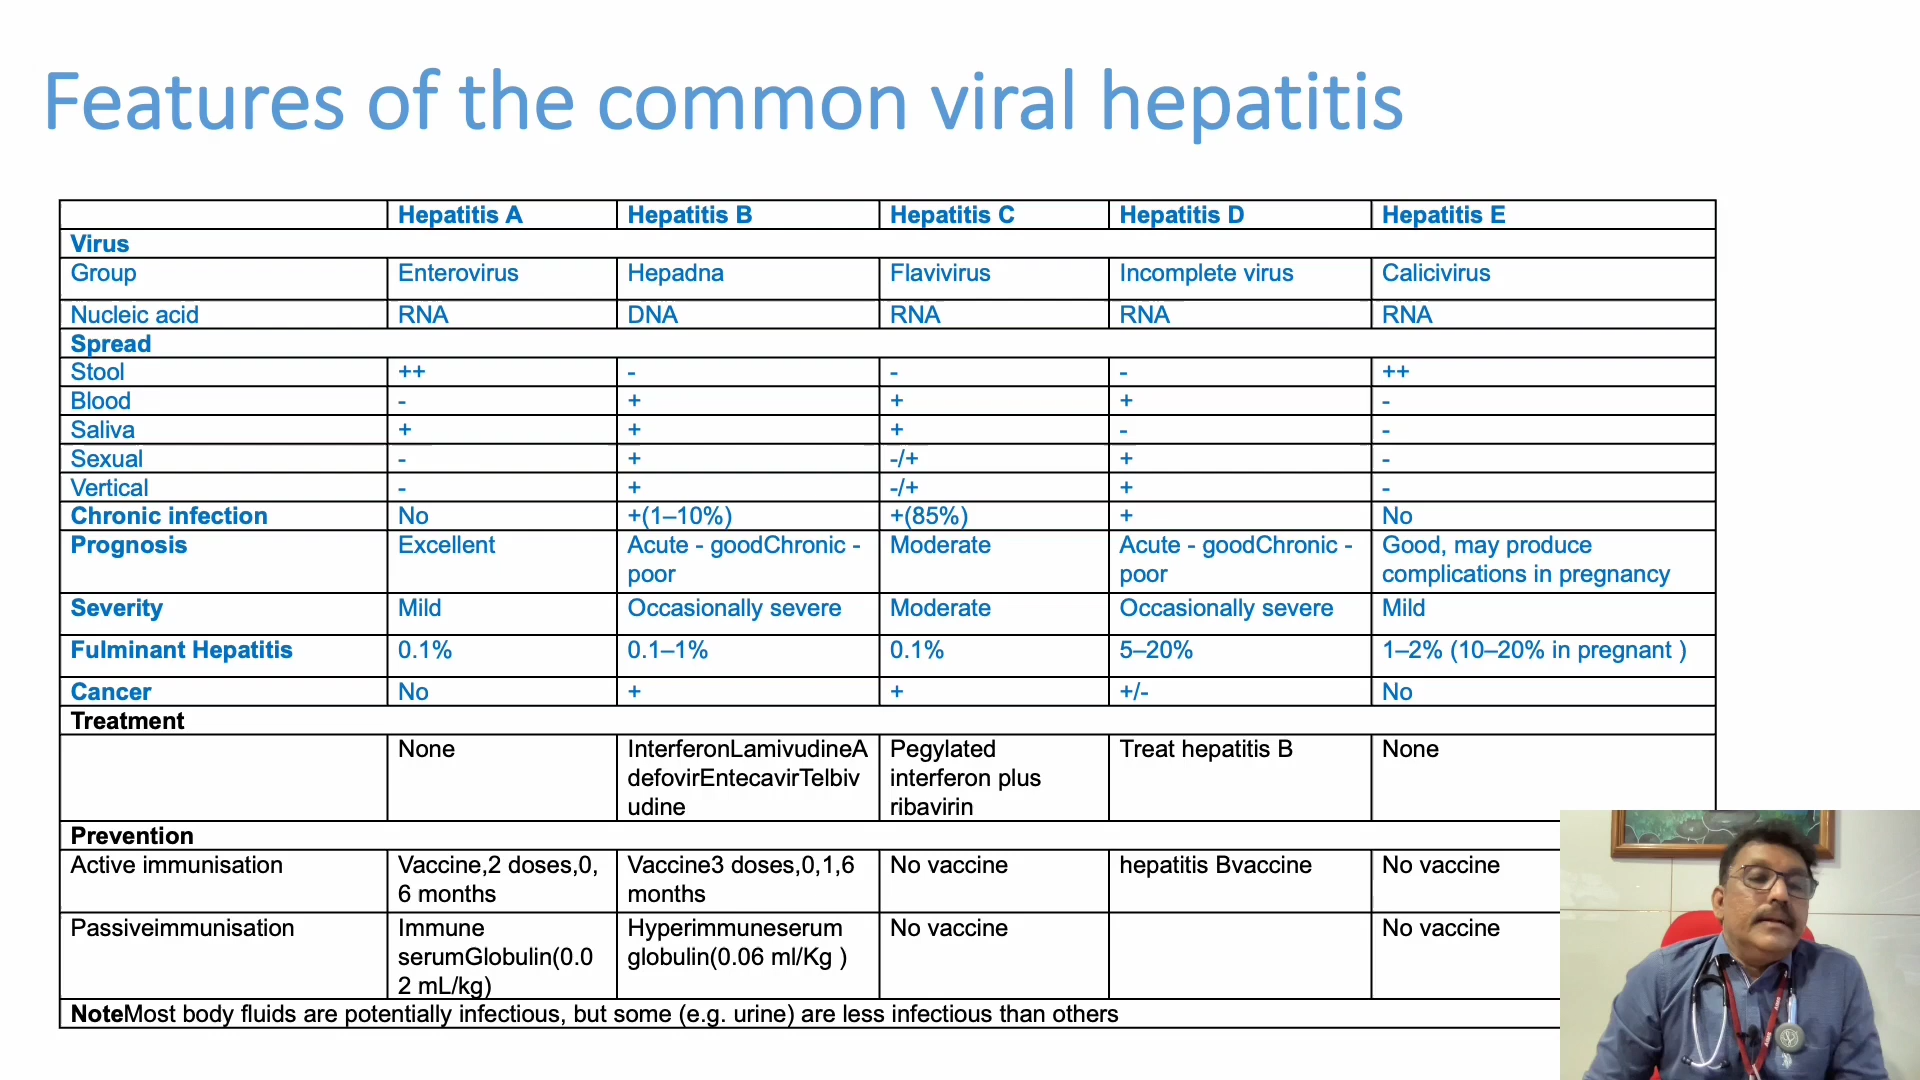 Features of the common viral hepatitis
Hepatitis A Hepatitis B Hepatitis C Hepatitis D Hepatitis E
Virus
Group Enterovirus Hepadna Flavivirus Incomplete virus Calicivirus
Nucleic acid RNA DNA RNA RNA RNA
Spread
Stool ++ - - - ++
Blood - + + + -
Saliva + + + - -
Sexual - + -/+ + -
Vertical - + -/+ + -
Chronic infection No +(1–10%) +(85%) + No
Prognosis Excellent Acute - goodChronic - Moderate Acute - goodChronic - Good, may produce
poor poor complications in pregnancy
Severity Mild Occasionally severe Moderate Occasionally severe Mild
Fulminant Hepatitis 0.1% 0.1–1% 0.1% 5–20% 1–2% (10–20% in pregnant )
Cancer No + + +/- No
Treatment
None InterferonLamivudineA Pegylated Treat hepatitis B None
defovirEntecavirTelbiv interferon plus
udine ribavirin
Prevention
Active immunisation Vaccine,2 doses,0, Vaccine3 doses,0,1,6 No vaccine hepatitis Bvaccine No vaccine
6 months months
Passiveimmunisation Immune Hyperimmuneserum No vaccine No vaccine
serumGlobulin(0.0 globulin(0.06 ml/Kg )
2 mL/kg)
NoteMost body fluids are potentially infectious, but some (e.g. urine) are less infectious than others